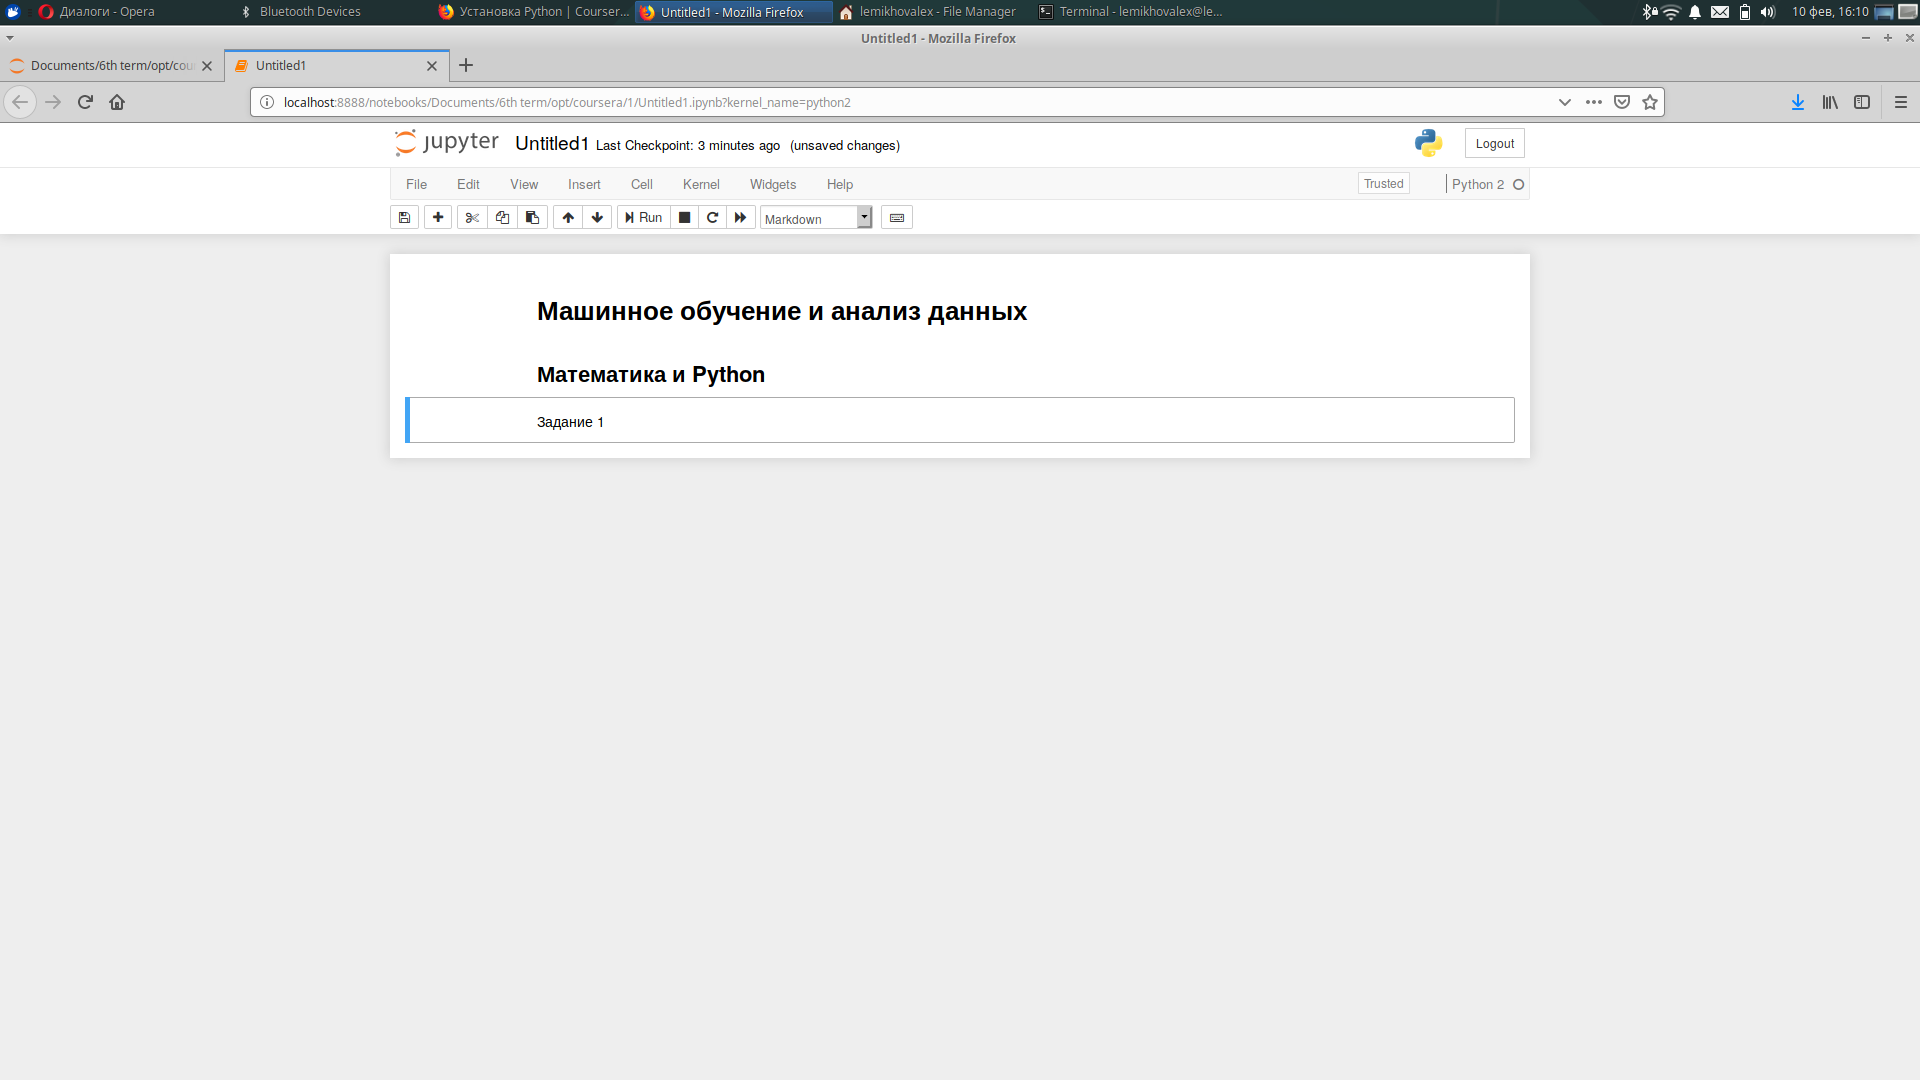 Диалоги - Opera
Bluetooth Devices
Установка Python | Courser...
Untitled1 - Mozilla Firefox
lemikhovalex - File Manager
Terminal - lemikhovalex@le...
10 фев, 16:10
Untitled1 - Mozilla Firefox
Documents/6th term/opt/cou
Untitled1
localhost:8888/notebooks/Documents/6th term/opt/coursera/1/Untitled1.ipynb?kernel_name=python2
jupyter
Untitled1 Last Checkpoint: 3 minutes ago (unsaved changes)
Logout
File Edit View Insert Cell Kernel Widgets Help
Trusted
Python 2
Run
Markdown
Машинное обучение и анализ данных
Математика и Python
Задание 1